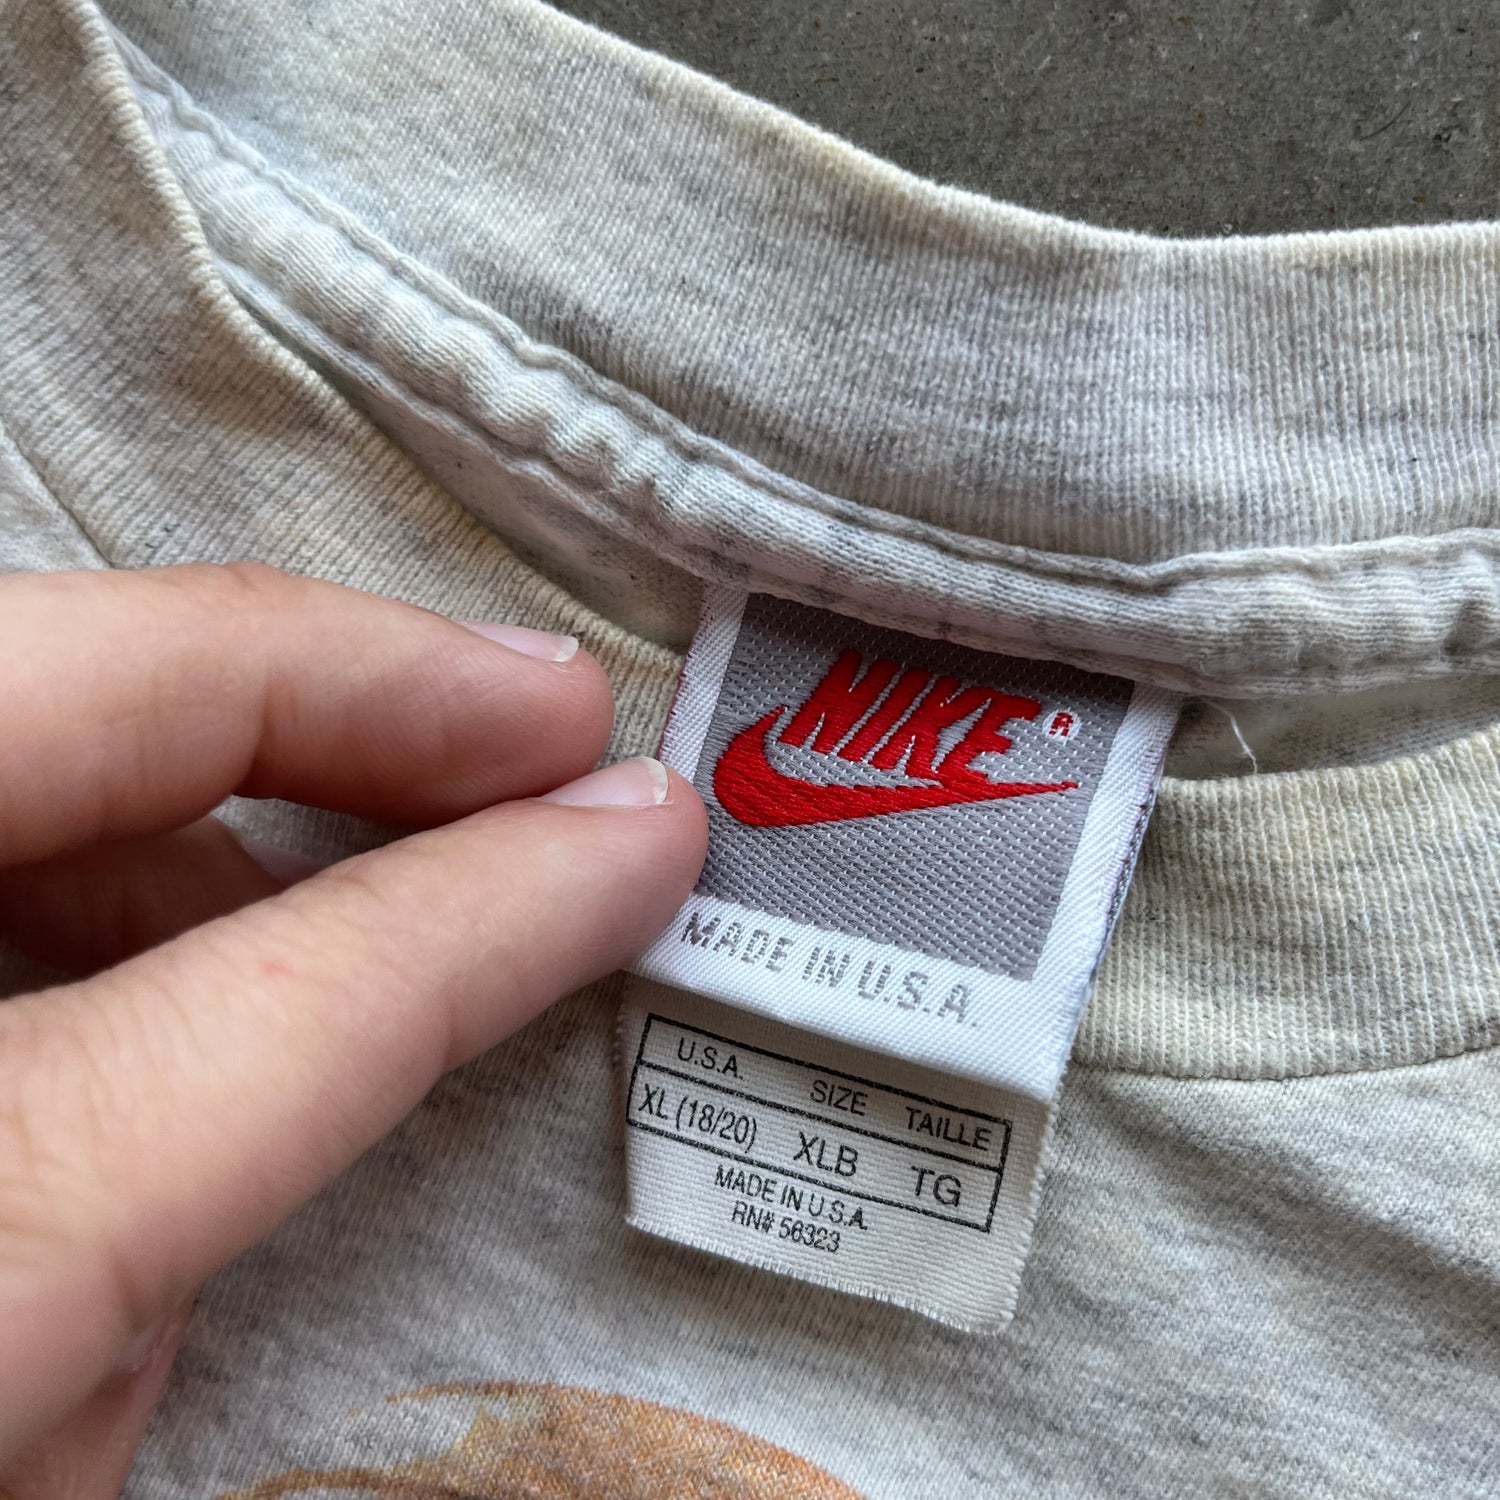 NIKE ®
MADE IN U.S.A.
U.S.A. SIZE TAILLE
XL (18/20) XLB TG
MADE IN U.S.A.
RN# 56323